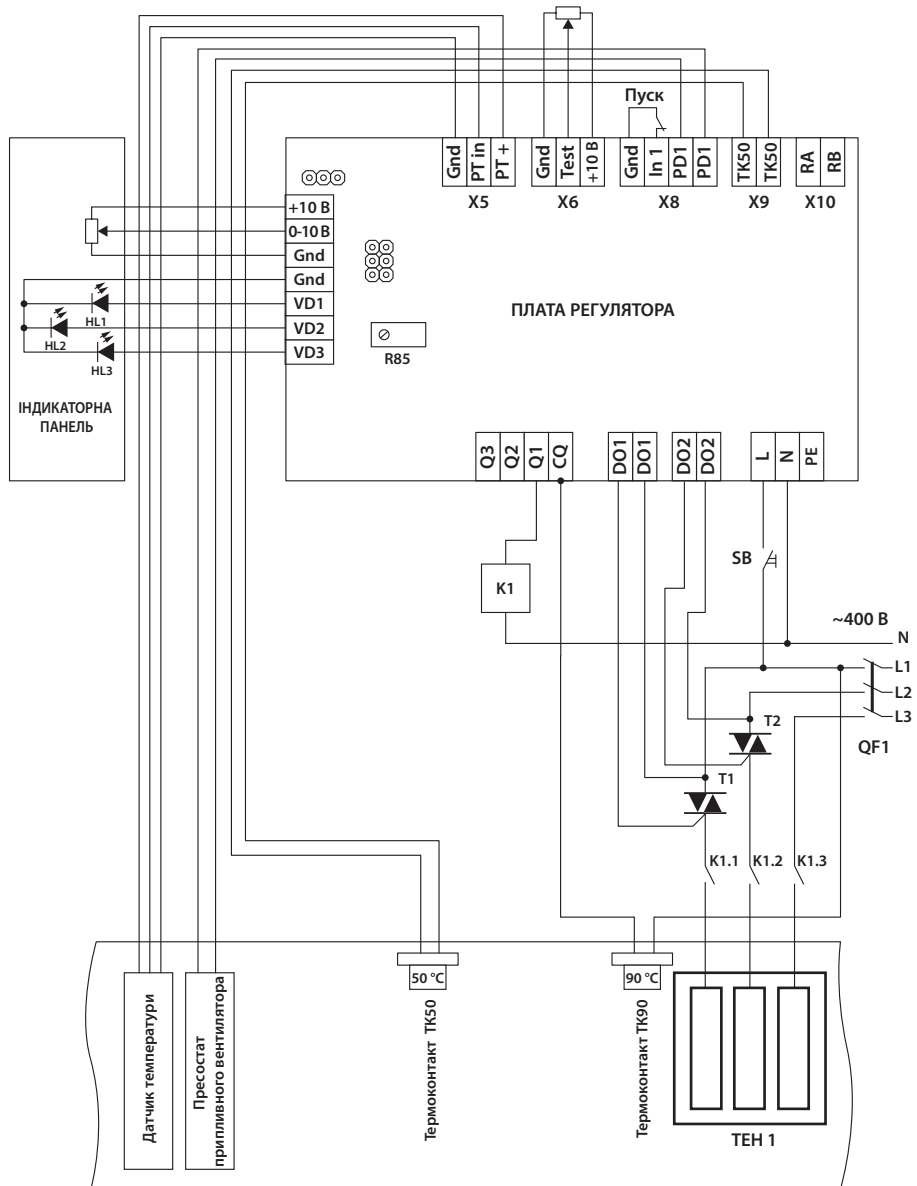 Пуск
Gnd
PT in
PT +
X5
Gnd
Test
+10 В
X6
Gnd
In 1
PD1
PD1
X8
TK50
TK50
X9
RA
RB
X10
+10 В
0-10 В
Gnd
Gnd
VD1
VD2
VD3
HL1
HL2
HL3
ІНДИКАТОРНА
ПАНЕЛЬ
R85
ПЛАТА РЕГУЛЯТОРА
Q3
Q2
Q1
CQ
DO1
DO1
DO2
DO2
L
N
PE
K1
SB
~400 В
N
L1
L2
L3
QF1
T2
T1
K1.1
K1.2
K1.3
50 °C
90 °C
Датчик температури
Пресостат
припливного вентилятора
Термоконтакт ТК50
Термоконтакт ТК90
ТЕН 1